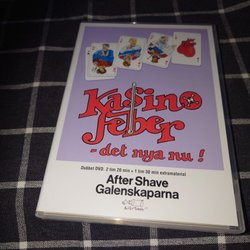 Kasino
feber
- det nya nu!
Dubbel DVD, 2 tim 20 min + 1 tim 30 min extramaterial
After Shave
Galenskaparna